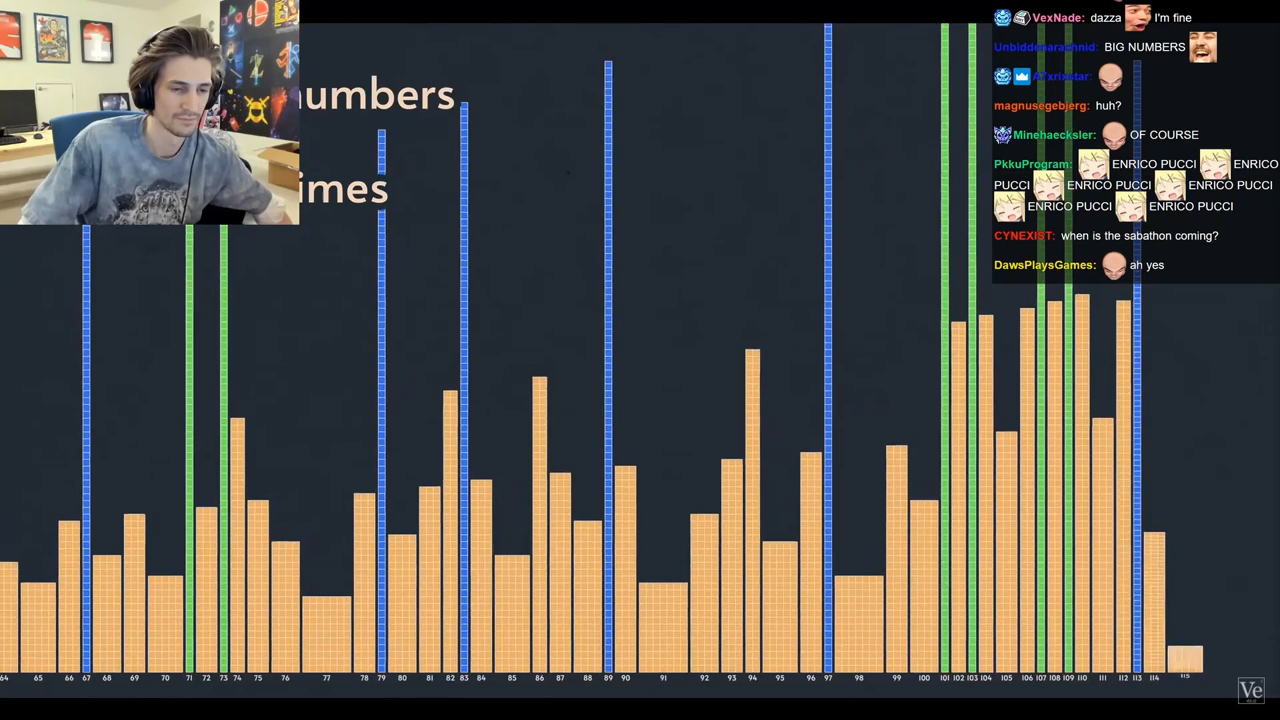 VexNade: dazza I'm fine
Unbiddenarachnid: BIG NUMBERS
A7xrixstar:
magnusegebjerg: huh?
Minehaecksler: OF COURSE
PkkuProgram: ENRICO PUCCI ENRICO
PUCCI ENRICO PUCCI ENRICO PUCCI
ENRICO PUCCI ENRICO PUCCI
CYNEXIST: when is the sabathon coming?
DawsPlaysGames: ah yes
umbers
imes
64 65 66 67 68 69 70 71 72 73 74 75 76 77 78 79 80 81 82 83 84 85 86 87 88 89 90 91 92 93 94 95 96 97 98 99 100 101 102 103 104 105 106 107 108 109 110 111 112 113 114 115
Ve